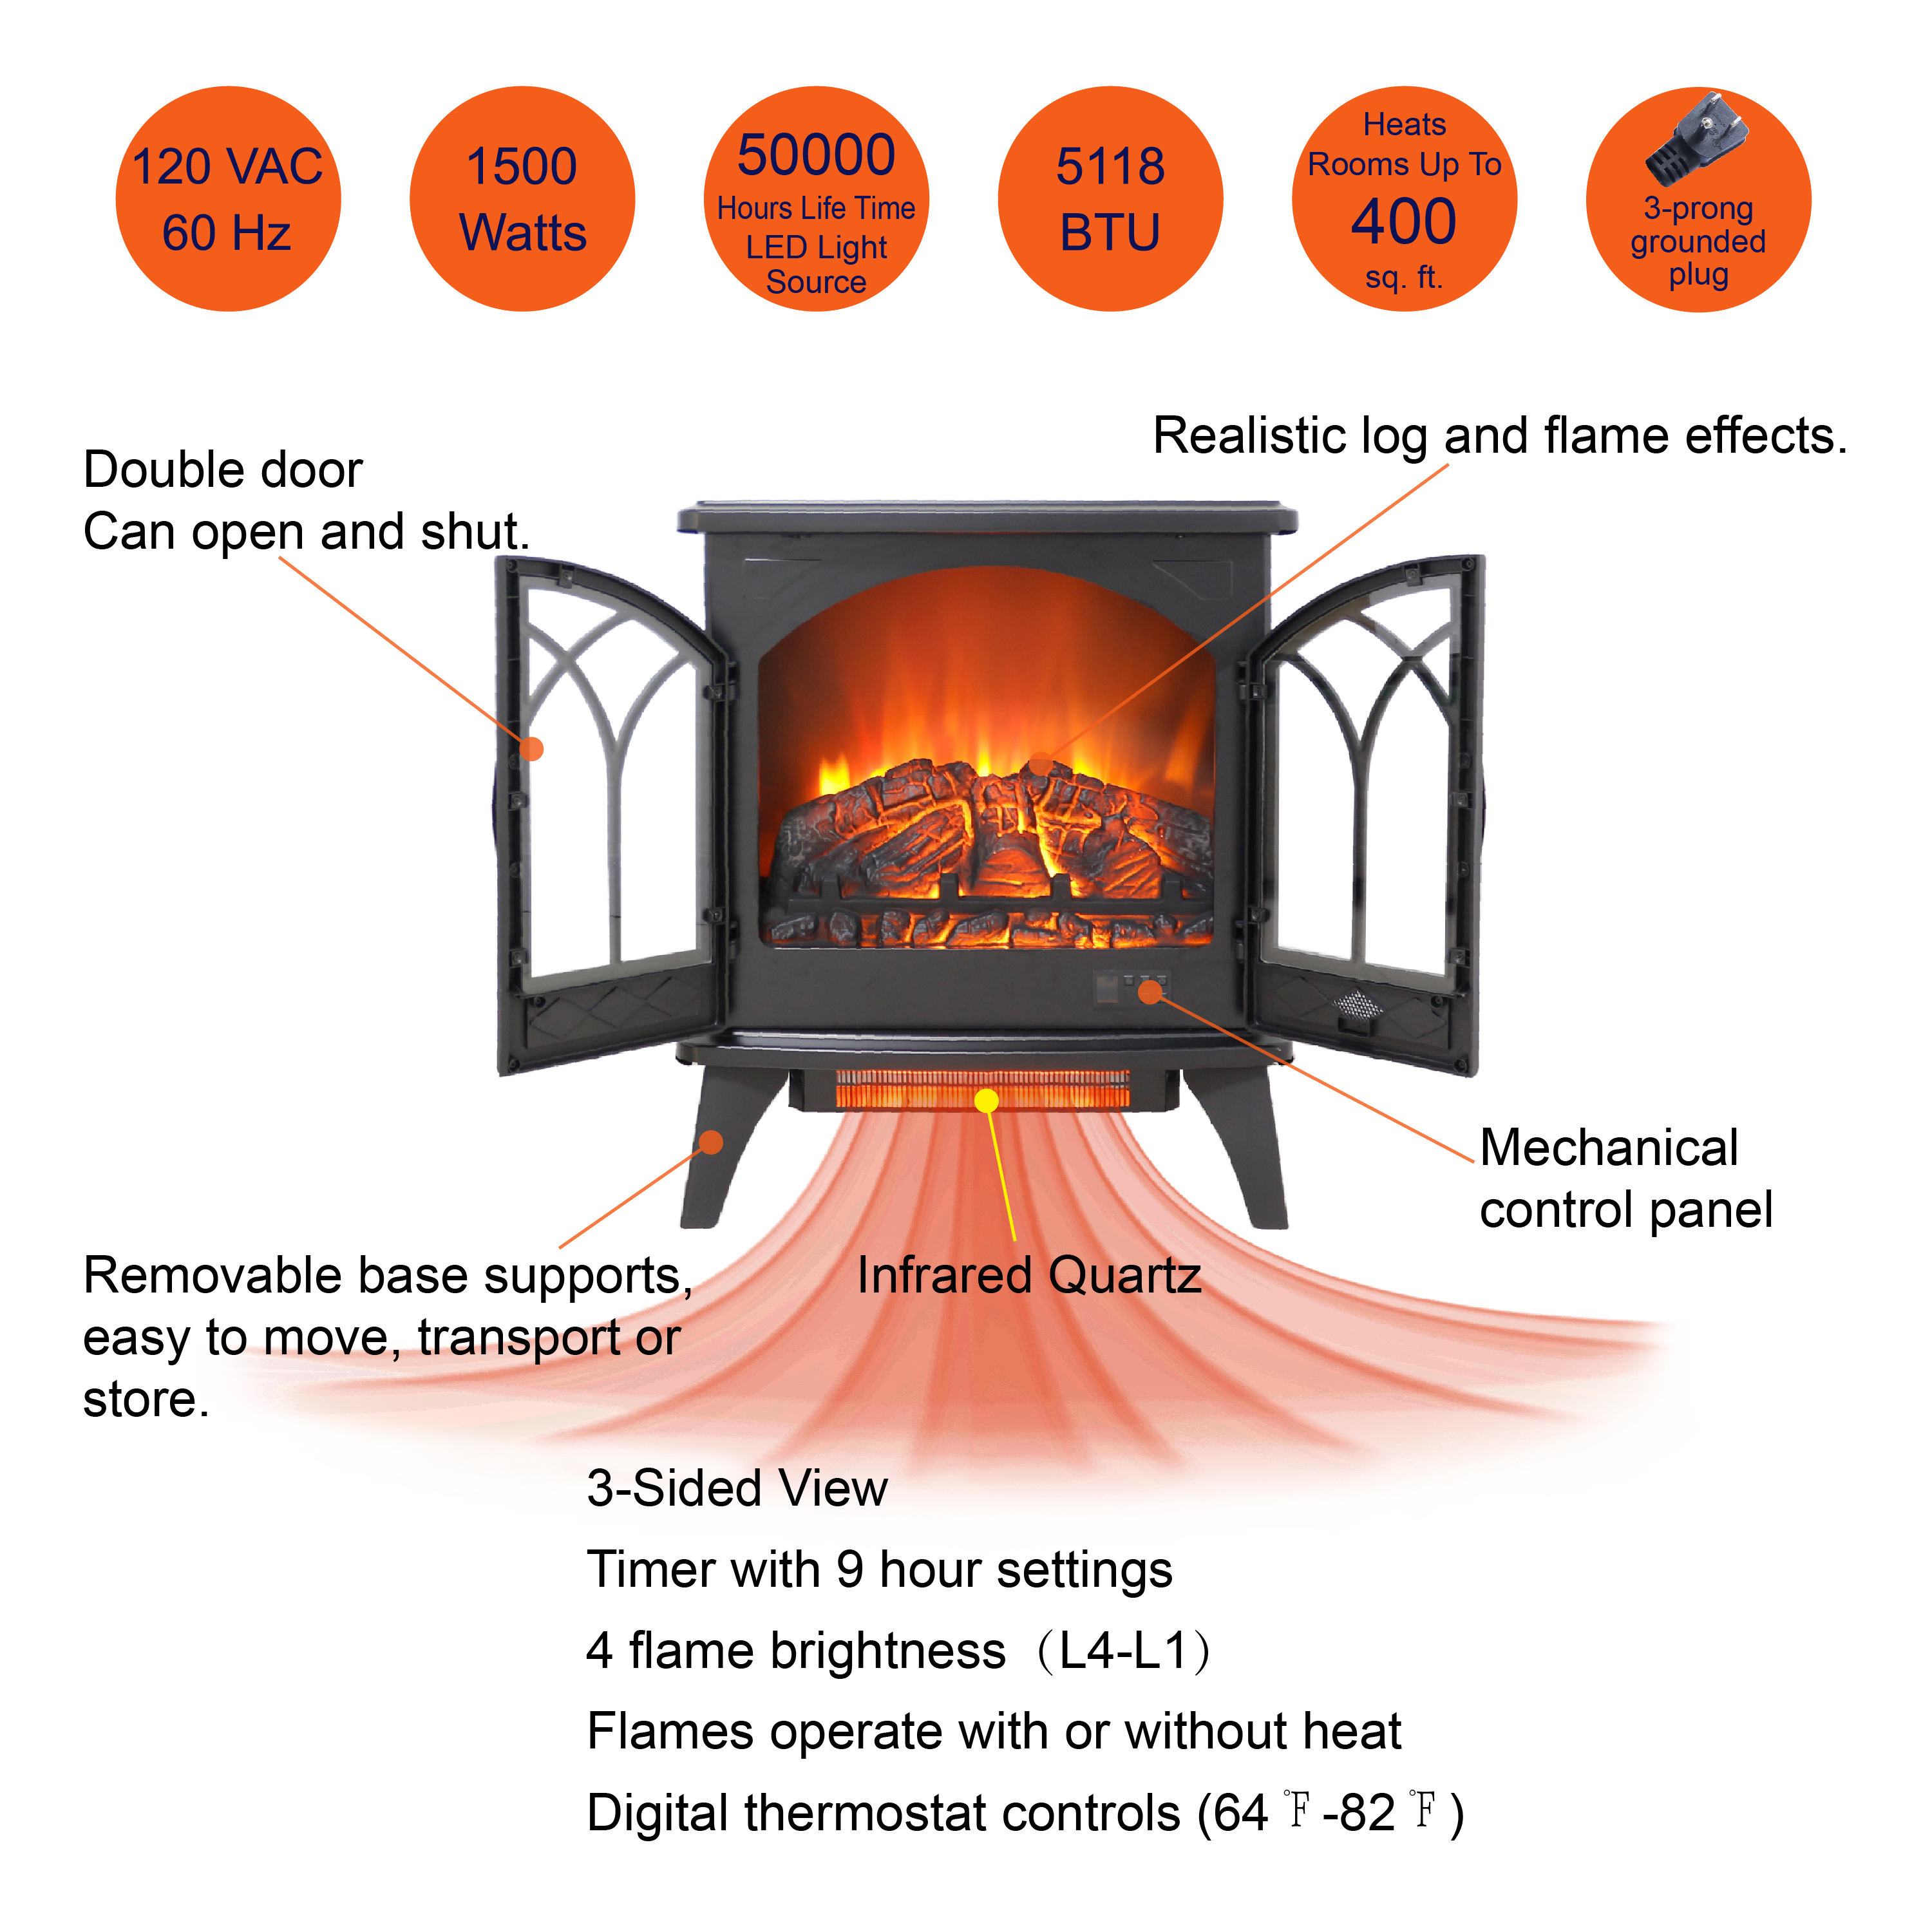 120 VAC
60 Hz
1500
Watts
50000
Hours Life Time
LED Light
Source
5118
BTU
Heats
Rooms Up To
400
sq. ft.
3-prong
grounded
plug
Realistic log and flame effects.
Double door
Can open and shut.
Mechanical
control panel
Removable base supports,
easy to move, transport or
store.
Infrared Quartz
3-Sided View
Timer with 9 hour settings
4 flame brightness（L4-L1）
Flames operate with or without heat
Digital thermostat controls (64℉-82℉)